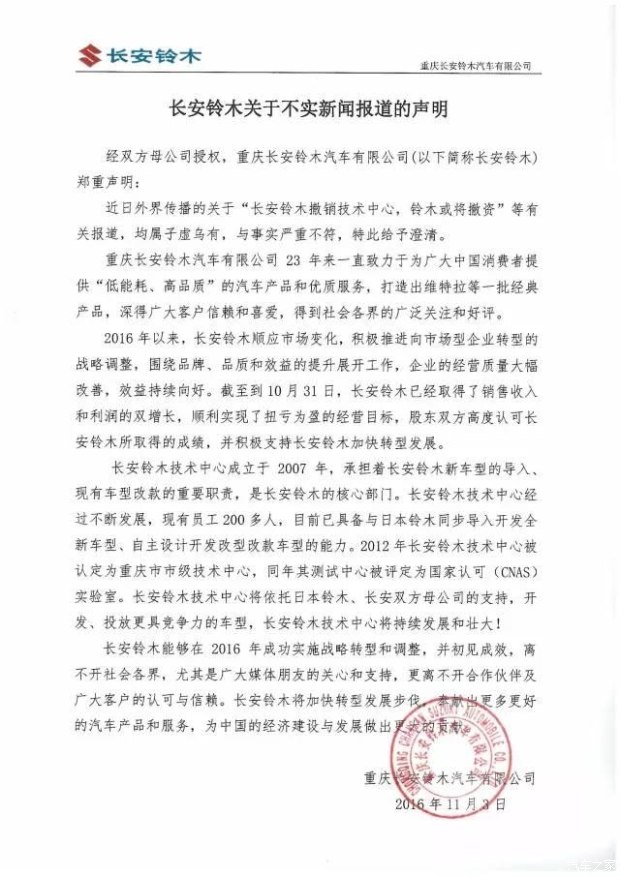 长安铃木
重庆长安铃木汽车有限公司
长安铃木关于不实新闻报道的声明
经双方母公司授权，重庆长安铃木汽车有限公司(以下简称长安铃木)
郑重声明：
近日外界传播的关于“长安铃木撤销技术中心，铃木或将撤资”等有
关报道，均属子虚乌有，与事实严重不符，特此给予澄清。
重庆长安铃木汽车有限公司 23 年来一直致力于为广大中国消费者提
供“低能耗、高品质”的汽车产品和优质服务，打造出维特拉等一批经典
产品，深得广大客户信赖和喜爱，得到社会各界的广泛关注和好评。
2016 年以来，长安铃木顺应市场变化，积极推进向市场型企业转型的
战略调整，围绕品牌、品质和效益的提升展开工作，企业的经营质量大幅
改善，效益持续向好。截至到 10 月 31 日，长安铃木已经取得了销售收入
和利润的双增长，顺利实现了扭亏为盈的经营目标，股东双方高度认可长
安铃木所取得的成绩，并积极支持长安铃木加快转型发展。
长安铃木技术中心成立于 2007 年，承担着长安铃木新车型的导入、
现有车型改款的重要职责，是长安铃木的核心部门。长安铃木技术中心经
过不断发展，现有员工 200 多人，目前已具备与日本铃木同步导入开发全
新车型、自主设计开发改型改款车型的能力。2012 年长安铃木技术中心被
认定为重庆市市级技术中心，同年其测试中心被评定为国家认可（CNAS）
实验室。长安铃木技术中心将依托日本铃木、长安双方母公司的支持，开
发、投放更具竞争力的车型，长安铃木技术中心将持续发展和壮大！
长安铃木能够在 2016 年成功实施战略转型和调整，并初见成效，离
不开社会各界，尤其是广大媒体朋友的关心和支持，更离不开合作伙伴及
广大客户的认可与信赖。长安铃木将加快转型发展步伐，奉献出更多更好
的汽车产品和服务，为中国的经济建设与发展做出更大的贡献。
重庆长安铃木汽车有限公司
2016 年 11 月 3 日